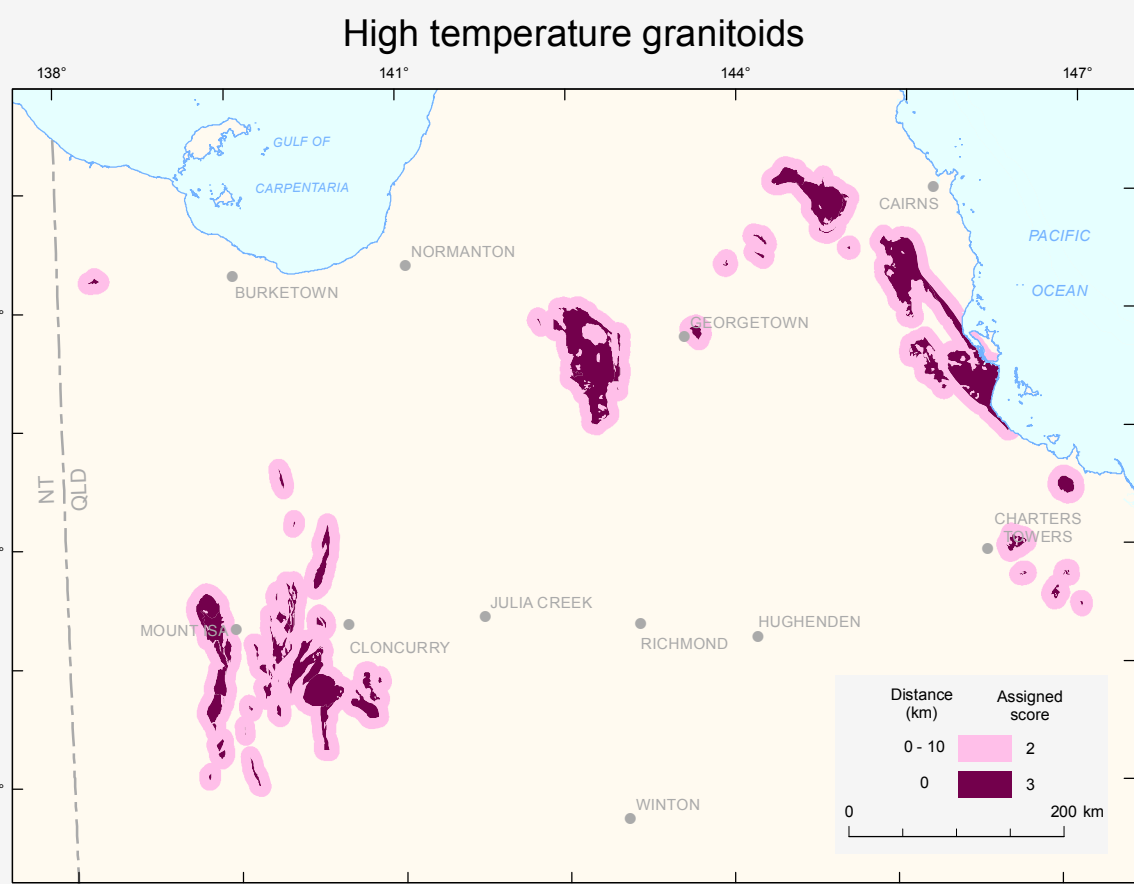 High temperature granitoids
138°
141°
144°
147°
GULF OF
CARPENTARIA
CAIRNS
PACIFIC
OCEAN
NORMANTON
BURKETOWN
GEORGETOWN
NT
QLD
CHARTERS
TOWERS
JULIA CREEK
MOUNT ISA
HUGHENDEN
RICHMOND
CLONCURRY
WINTON
Distance
(km)
Assigned
score
0 - 10
2
0
3
0
200 km